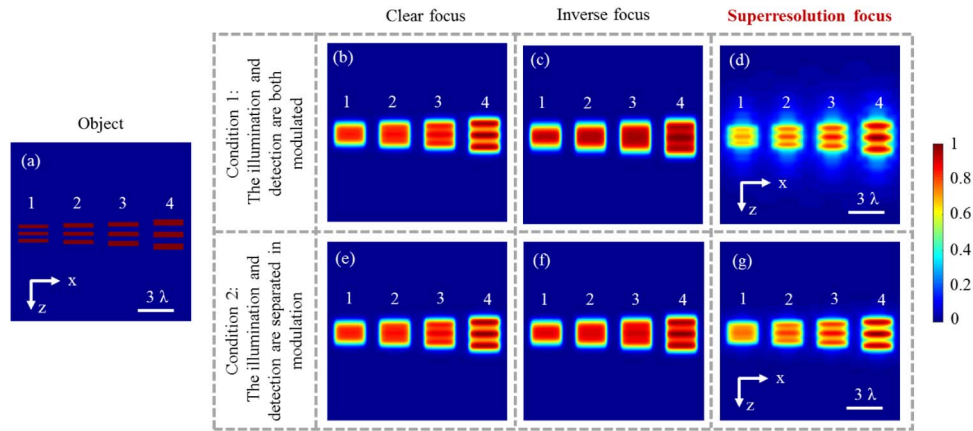 Clear focus
Inverse focus
Superresolution focus
Object
(a)
1 2 3 4
x
z
3 λ
Condition 1:
The illumination and
detection are both
modulated
(b)
1 2 3 4
(c)
1 2 3 4
(d)
1 2 3 4
x
z
3 λ
Condition 2:
The illumination and
detection are separated in
modulation
(e)
1 2 3 4
(f)
1 2 3 4
(g)
1 2 3 4
x
z
3 λ
1
0.8
0.6
0.4
0.2
0